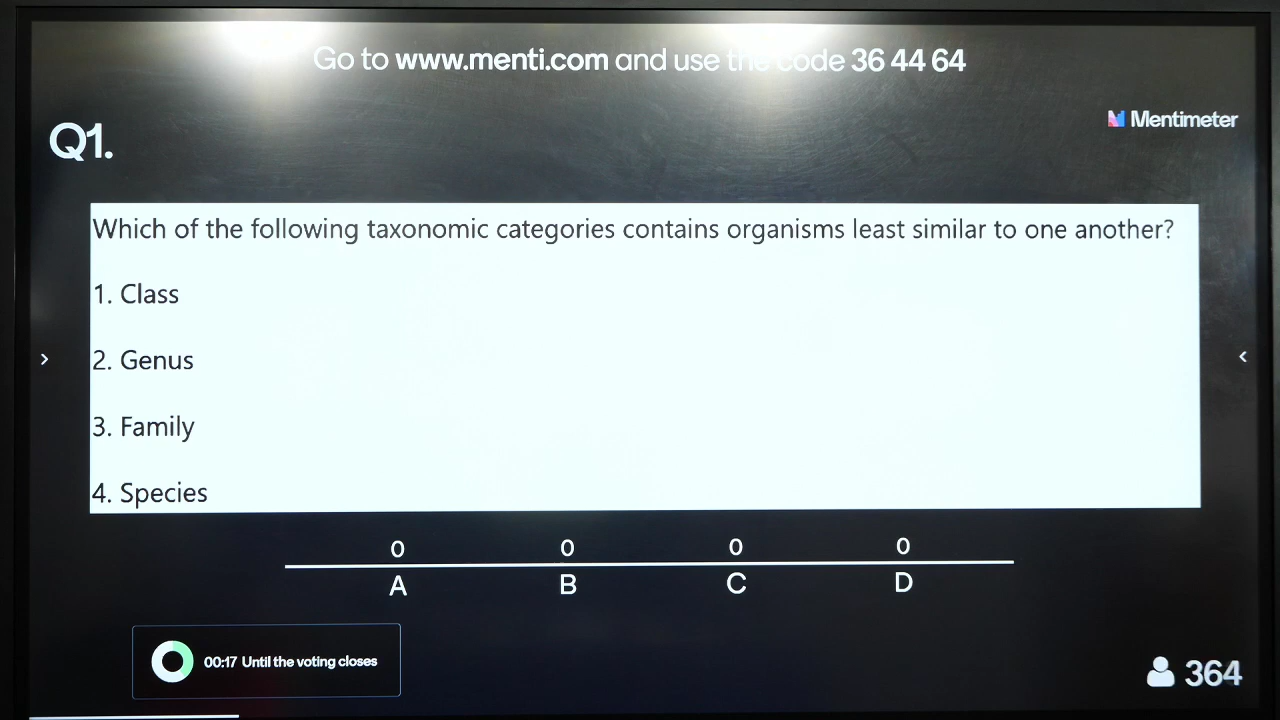 Go to www.menti.com and use the code 36 44 64
Mentimeter
Q1.
Which of the following taxonomic categories contains organisms least similar to one another?
1. Class
2. Genus
3. Family
4. Species
0 0 0 0
A B C D
00:17 Until the voting closes
364